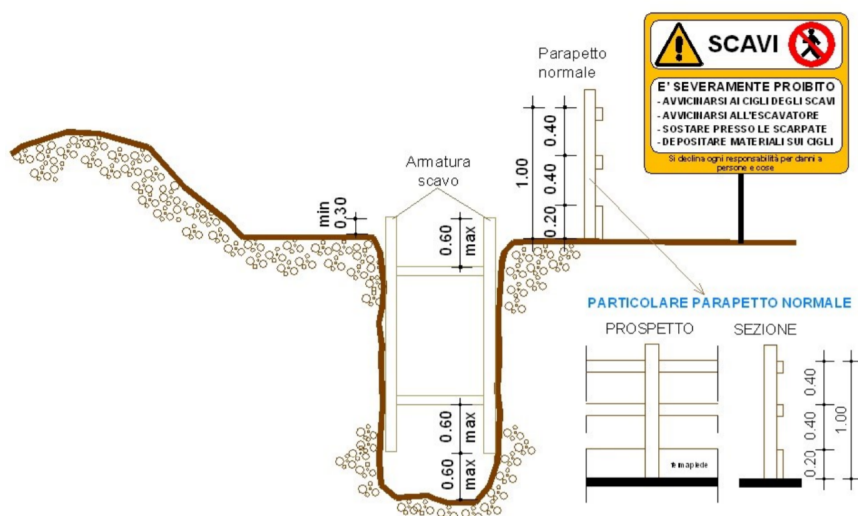 SCAVI
E' SEVERAMENTE PROIBITO
- AVVICINARSI AI CIGLI DEGLI SCAVI
- AVVICINARSI ALL'ESCAVATORE
- SOSTARE PRESSO LE SCARPATE
- DEPOSITARE MATERIALI SUI CIGLI
Si declina ogni responsabilità per danni a
persone e cose
Parapetto
normale
1.00
0.40
0.40
0.20
Armatura
scavo
min
0,30
0.60
max
0.60
max
0.60
max
PARTICOLARE PARAPETTO NORMALE
PROSPETTO
SEZIONE
0.40
0.40
0.20
1.00